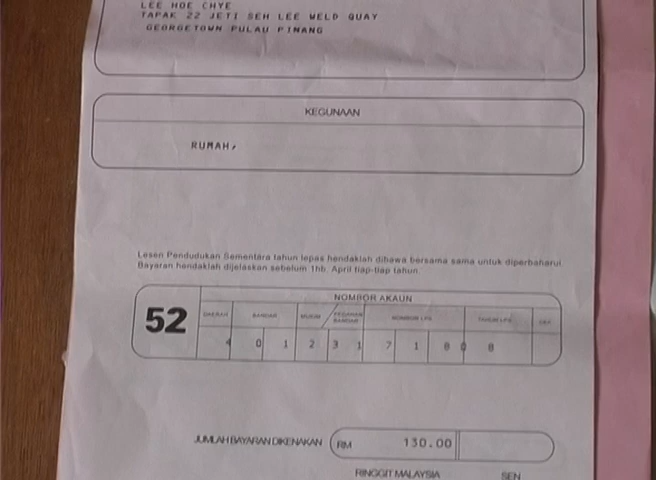 LEE HOE CHYE
TAPAK 22 JETI SEH LEE WELD QUAY
GEORGETOWN PULAU PINANG
KEGUNAAN
RUMAH,
Lesen Pendudukan Sementara tahun lepas hendaklah dibawa bersama sama untuk diperbaharui
Bayaran hendaklah dijelaskan sebelum 1hb. April tiap-tiap tahun.
NOMBOR AKAUN
52
DAERAH BANDAR MUKIM NOMBOR LPS TAHUN LPS
4 0 1 2 3 1 7 1 8 0 8
JUMLAH BAYARAN DIKENAKAN RM 130.00
RINGGIT MALAYSIA SEN